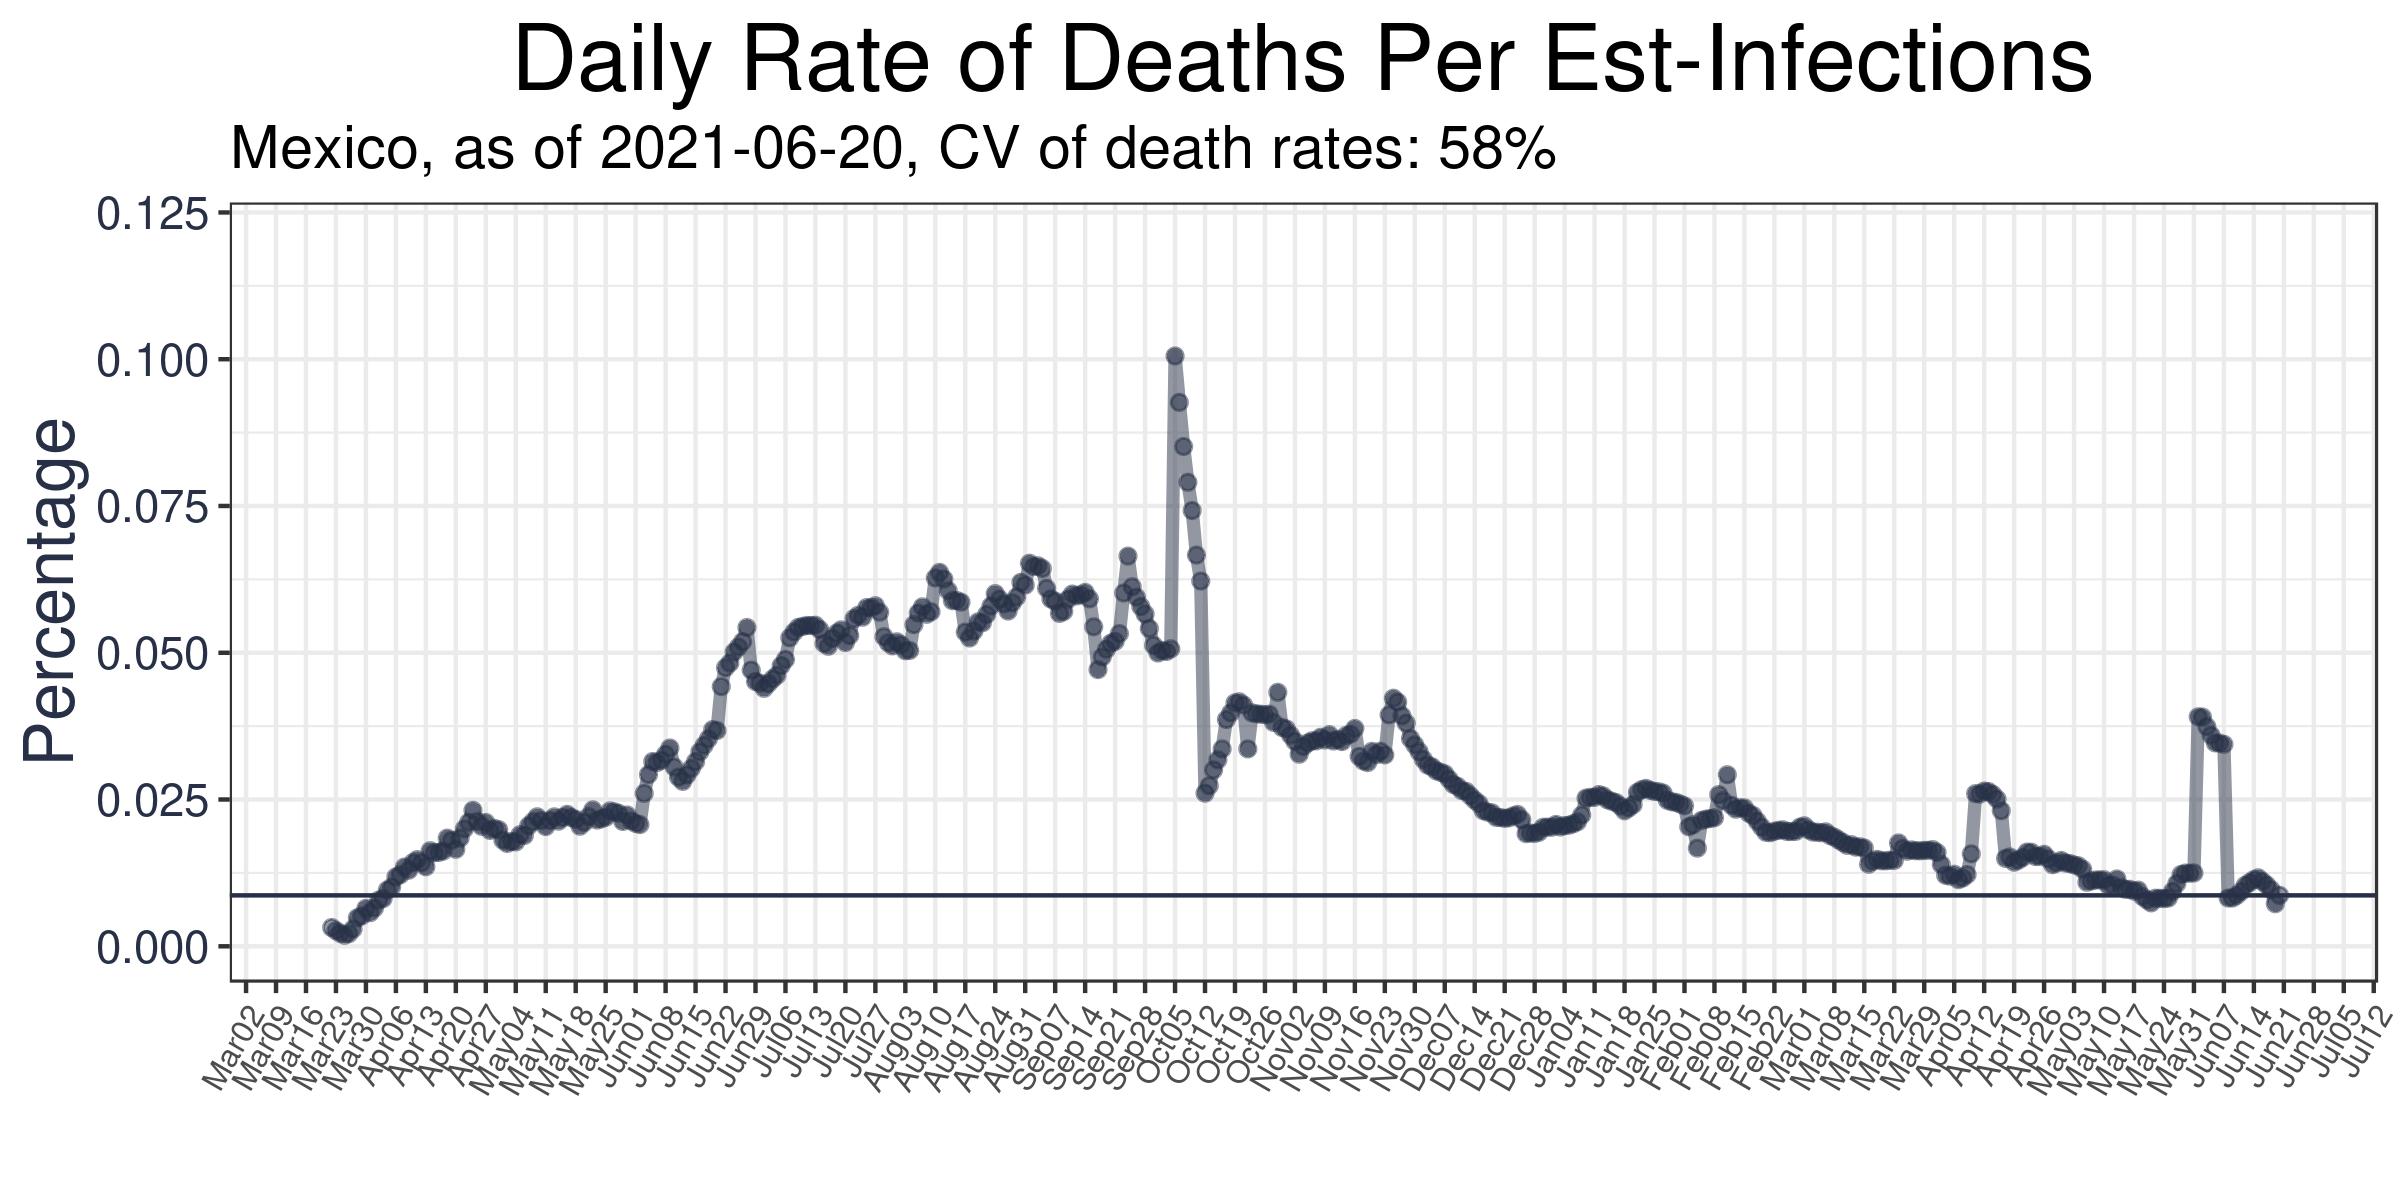 Daily Rate of Deaths Per Est-Infections
Mexico, as of 2021-06-20, CV of death rates: 58%
Percentage
0.125
0.100
0.075
0.050
0.025
0.000
Mar02
Mar09
Mar16
Mar23
Mar30
Apr06
Apr13
Apr20
Apr27
May04
May11
May18
May25
Jun01
Jun08
Jun15
Jun22
Jun29
Jul06
Jul13
Jul20
Jul27
Aug03
Aug10
Aug17
Aug24
Aug31
Sep07
Sep14
Sep21
Sep28
Oct05
Oct12
Oct19
Oct26
Nov02
Nov09
Nov16
Nov23
Nov30
Dec07
Dec14
Dec21
Dec28
Jan04
Jan11
Jan18
Jan25
Feb01
Feb08
Feb15
Feb22
Mar01
Mar08
Mar15
Mar22
Mar29
Apr05
Apr12
Apr19
Apr26
May03
May10
May17
May24
May31
Jun07
Jun14
Jun21
Jun28
Jul05
Jul12